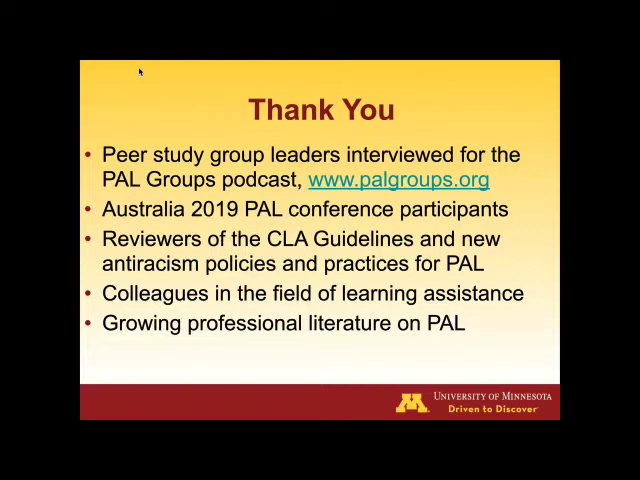 Thank You
• Peer study group leaders interviewed for the
PAL Groups podcast, www.palgroups.org
• Australia 2019 PAL conference participants
• Reviewers of the CLA Guidelines and new
antiracism policies and practices for PAL
• Colleagues in the field of learning assistance
• Growing professional literature on PAL
M UNIVERSITY OF MINNESOTA
Driven to Discover